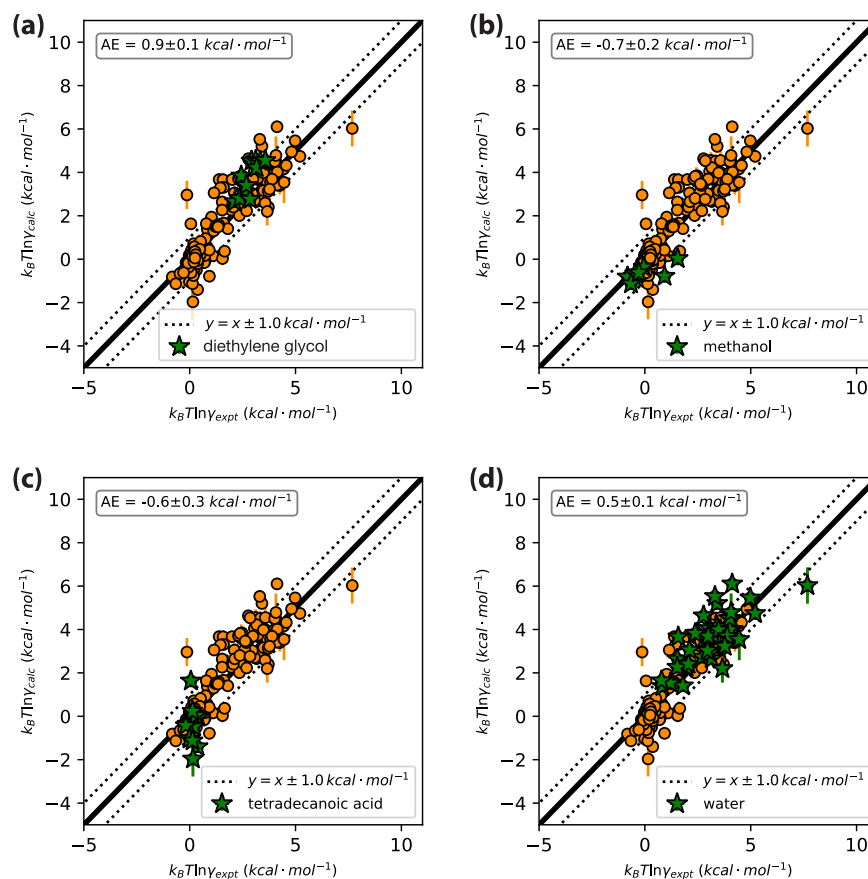 (a)
AE = 0.9±0.1 kcal·mol⁻¹
k_BTlnγ_calc (kcal·mol⁻¹)
10
8
6
4
2
0
−2
−4
y = x ± 1.0 kcal·mol⁻¹
diethylene glycol
−5 0 5 10
k_BTlnγ_expt (kcal·mol⁻¹)
(b)
AE = -0.7±0.2 kcal·mol⁻¹
k_BTlnγ_calc (kcal·mol⁻¹)
10
8
6
4
2
0
−2
−4
y = x ± 1.0 kcal·mol⁻¹
methanol
−5 0 5 10
k_BTlnγ_expt (kcal·mol⁻¹)
(c)
AE = -0.6±0.3 kcal·mol⁻¹
k_BTlnγ_calc (kcal·mol⁻¹)
10
8
6
4
2
0
−2
−4
y = x ± 1.0 kcal·mol⁻¹
tetradecanoic acid
−5 0 5 10
k_BTlnγ_expt (kcal·mol⁻¹)
(d)
AE = 0.5±0.1 kcal·mol⁻¹
k_BTlnγ_calc (kcal·mol⁻¹)
10
8
6
4
2
0
−2
−4
y = x ± 1.0 kcal·mol⁻¹
water
−5 0 5 10
k_BTlnγ_expt (kcal·mol⁻¹)